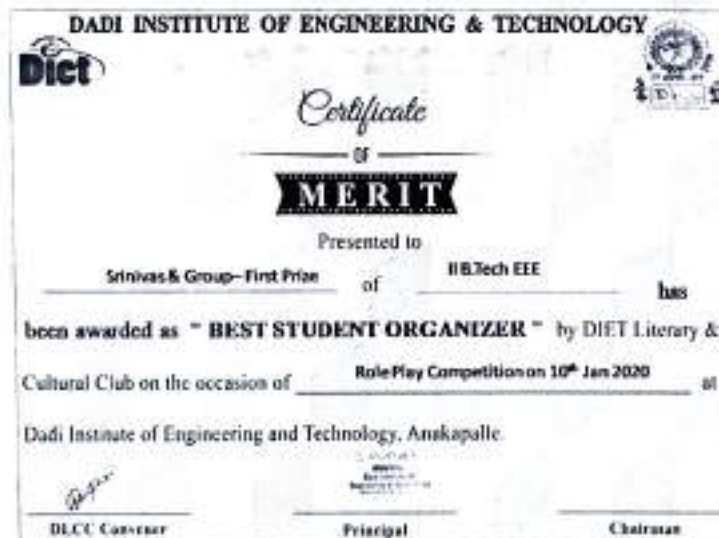 DADI INSTITUTE OF ENGINEERING & TECHNOLOGY
Diet
Certificate
OF
MERIT
Presented to
Srinivas & Group– First Prize of II B.Tech EEE has
been awarded as " BEST STUDENT ORGANIZER " by DIET Literary &
Cultural Club on the occasion of Role Play Competition on 10th Jan 2020 at
Dadi Institute of Engineering and Technology, Anakapalle.
DLCC Convener Principal Chairman